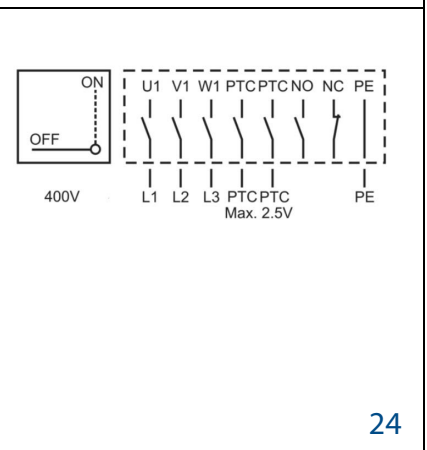 ON
OFF
400V
U1 V1 W1 PTC PTC NO NC PE
L1 L2 L3 PTC PTC PE
Max. 2.5V
24